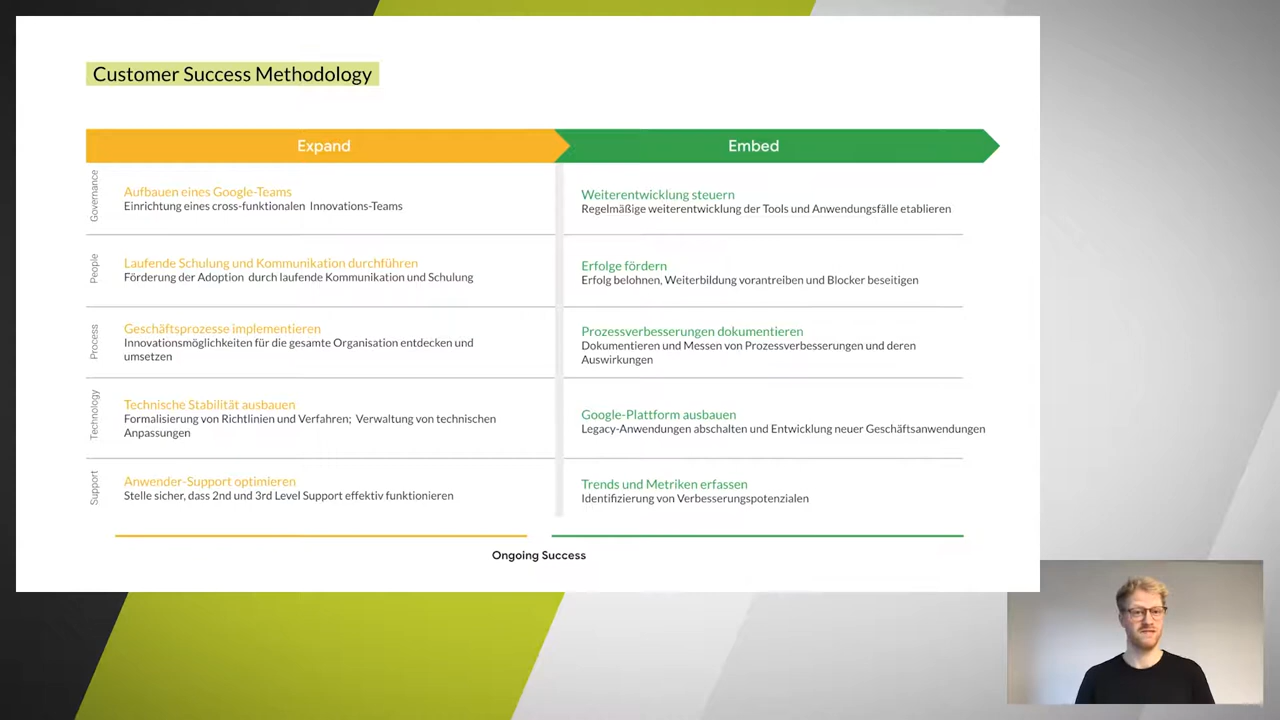 Customer Success Methodology
Expand
Embed
Governance
Aufbauen eines Google-Teams
Einrichtung eines cross-funktionalen Innovations-Teams
Weiterentwicklung steuern
Regelmäßige weiterentwicklung der Tools und Anwendungsfälle etablieren
People
Laufende Schulung und Kommunikation durchführen
Förderung der Adoption durch laufende Kommunikation und Schulung
Erfolge fördern
Erfolg belohnen, Weiterbildung vorantreiben und Blocker beseitigen
Process
Geschäftsprozesse implementieren
Innovationsmöglichkeiten für die gesamte Organisation entdecken und
umsetzen
Prozessverbesserungen dokumentieren
Dokumentieren und Messen von Prozessverbesserungen und deren
Auswirkungen
Technology
Technische Stabilität ausbauen
Formalisierung von Richtlinien und Verfahren; Verwaltung von technischen
Anpassungen
Google-Plattform ausbauen
Legacy-Anwendungen abschalten und Entwicklung neuer Geschäftsanwendungen
Support
Anwender-Support optimieren
Stelle sicher, dass 2nd und 3rd Level Support effektiv funktionieren
Trends und Metriken erfassen
Identifizierung von Verbesserungspotenzialen
Ongoing Success